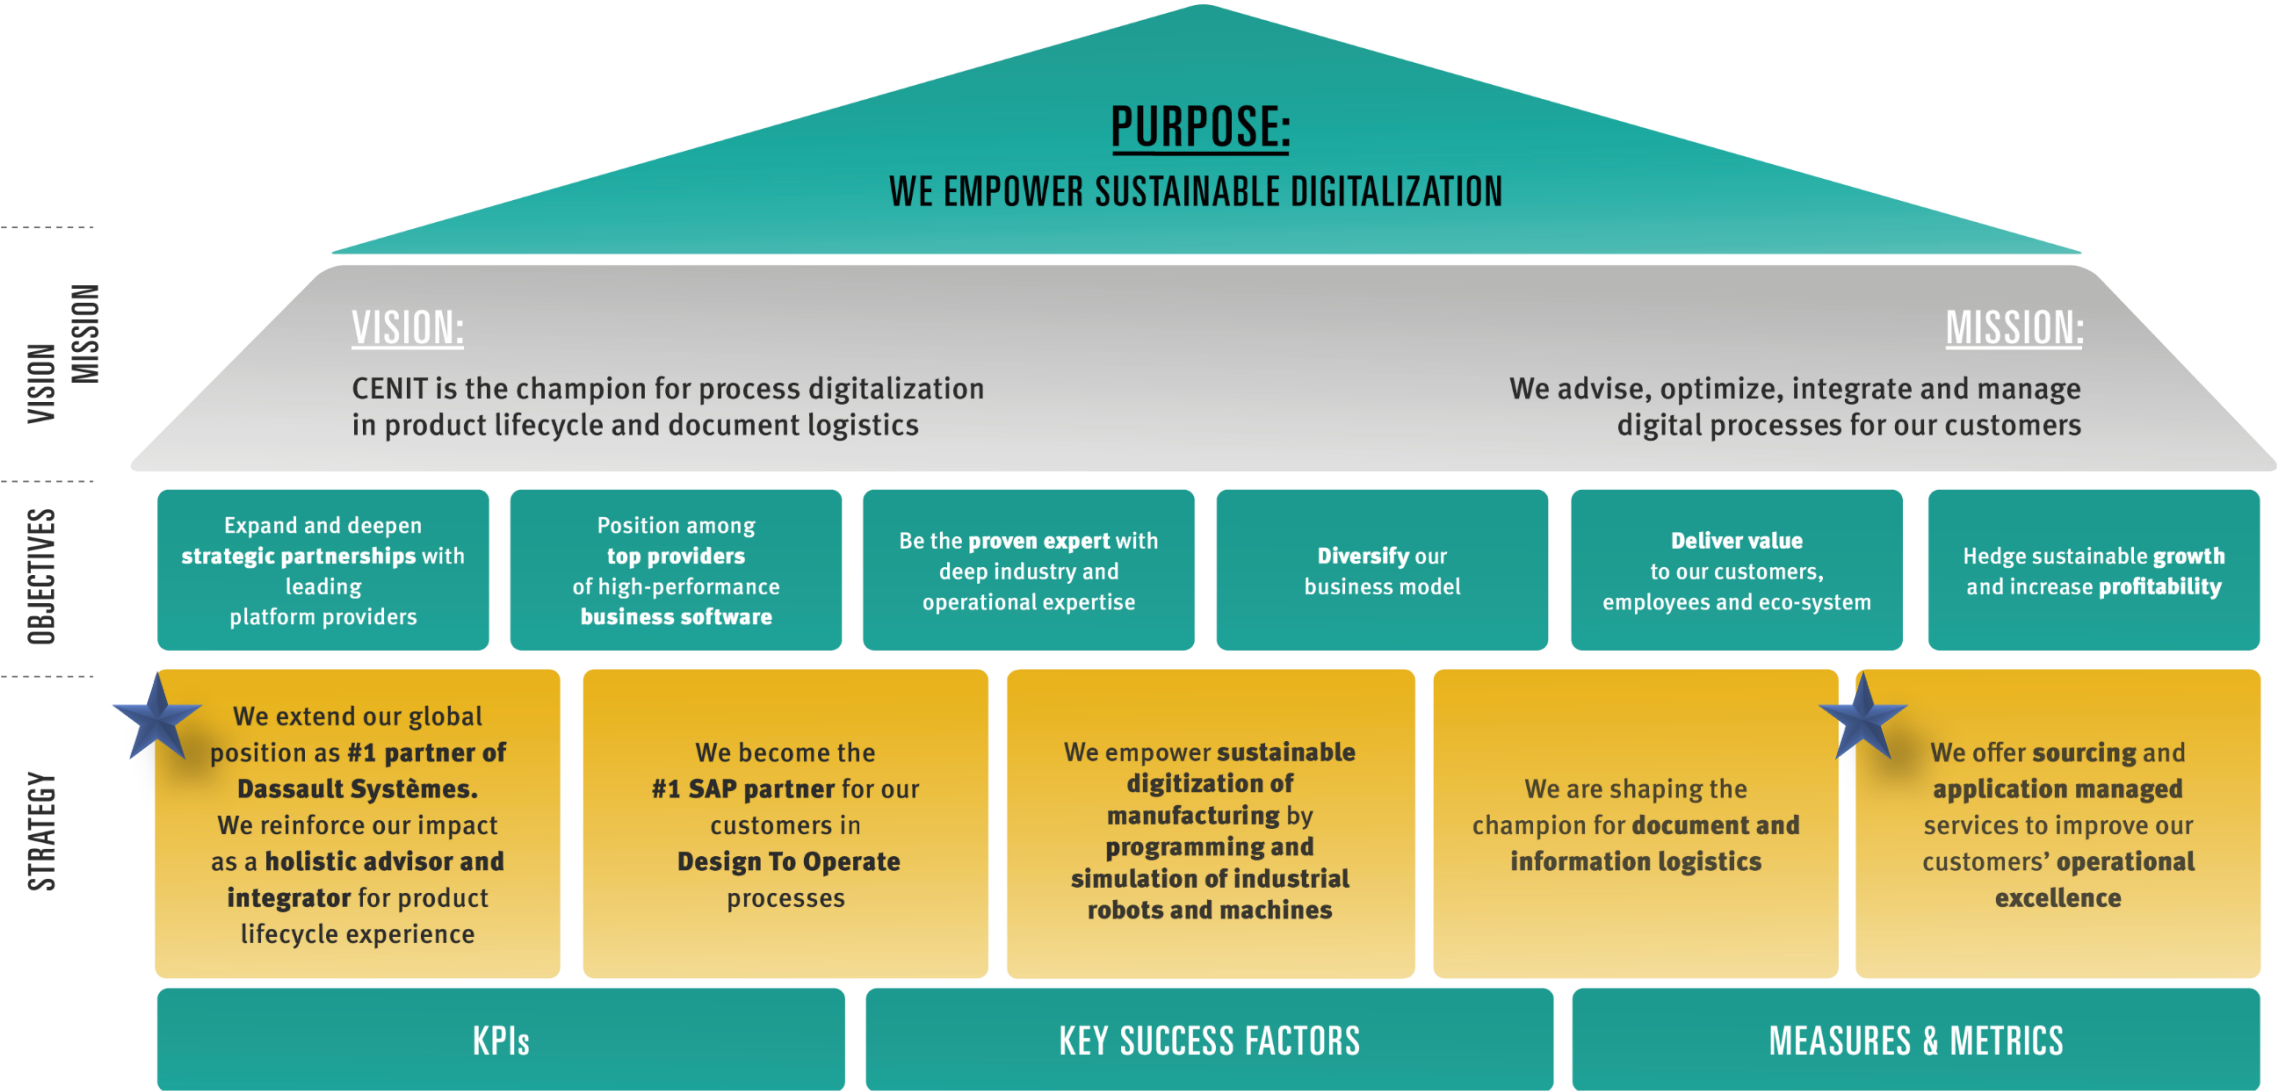 PURPOSE:
WE EMPOWER SUSTAINABLE DIGITALIZATION
VISION
MISSION
VISION:
CENIT is the champion for process digitalization
in product lifecycle and document logistics
MISSION:
We advise, optimize, integrate and manage
digital processes for our customers
OBJECTIVES
Expand and deepen
strategic partnerships with
leading
platform providers
Position among
top providers
of high-performance
business software
Be the proven expert with
deep industry and
operational expertise
Diversify our
business model
Deliver value
to our customers,
employees and eco-system
Hedge sustainable growth
and increase profitability
STRATEGY
We extend our global
position as #1 partner of
Dassault Systèmes.
We reinforce our impact
as a holistic advisor and
integrator for product
lifecycle experience
We become the
#1 SAP partner for our
customers in
Design To Operate
processes
We empower sustainable
digitization of
manufacturing by
programming and
simulation of industrial
robots and machines
We are shaping the
champion for document and
information logistics
We offer sourcing and
application managed
services to improve our
customers’ operational
excellence
KPIs
KEY SUCCESS FACTORS
MEASURES & METRICS